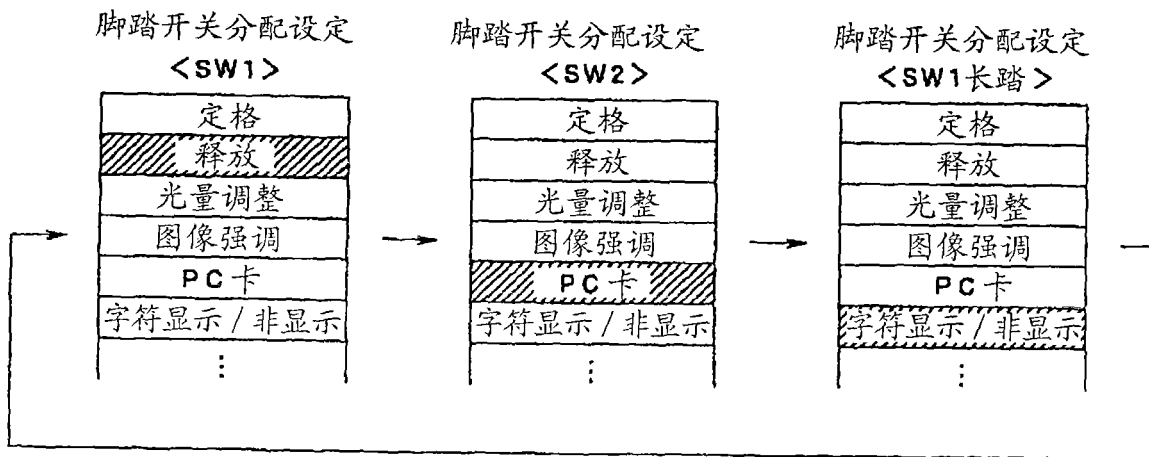 脚踏开关分配设定
<SW1>
定格
释放
光量调整
图像强调
PC卡
字符显示/非显示
⋮
脚踏开关分配设定
<SW2>
定格
释放
光量调整
图像强调
PC卡
字符显示/非显示
⋮
脚踏开关分配设定
<SW1长踏>
定格
释放
光量调整
图像强调
PC卡
字符显示/非显示
⋮